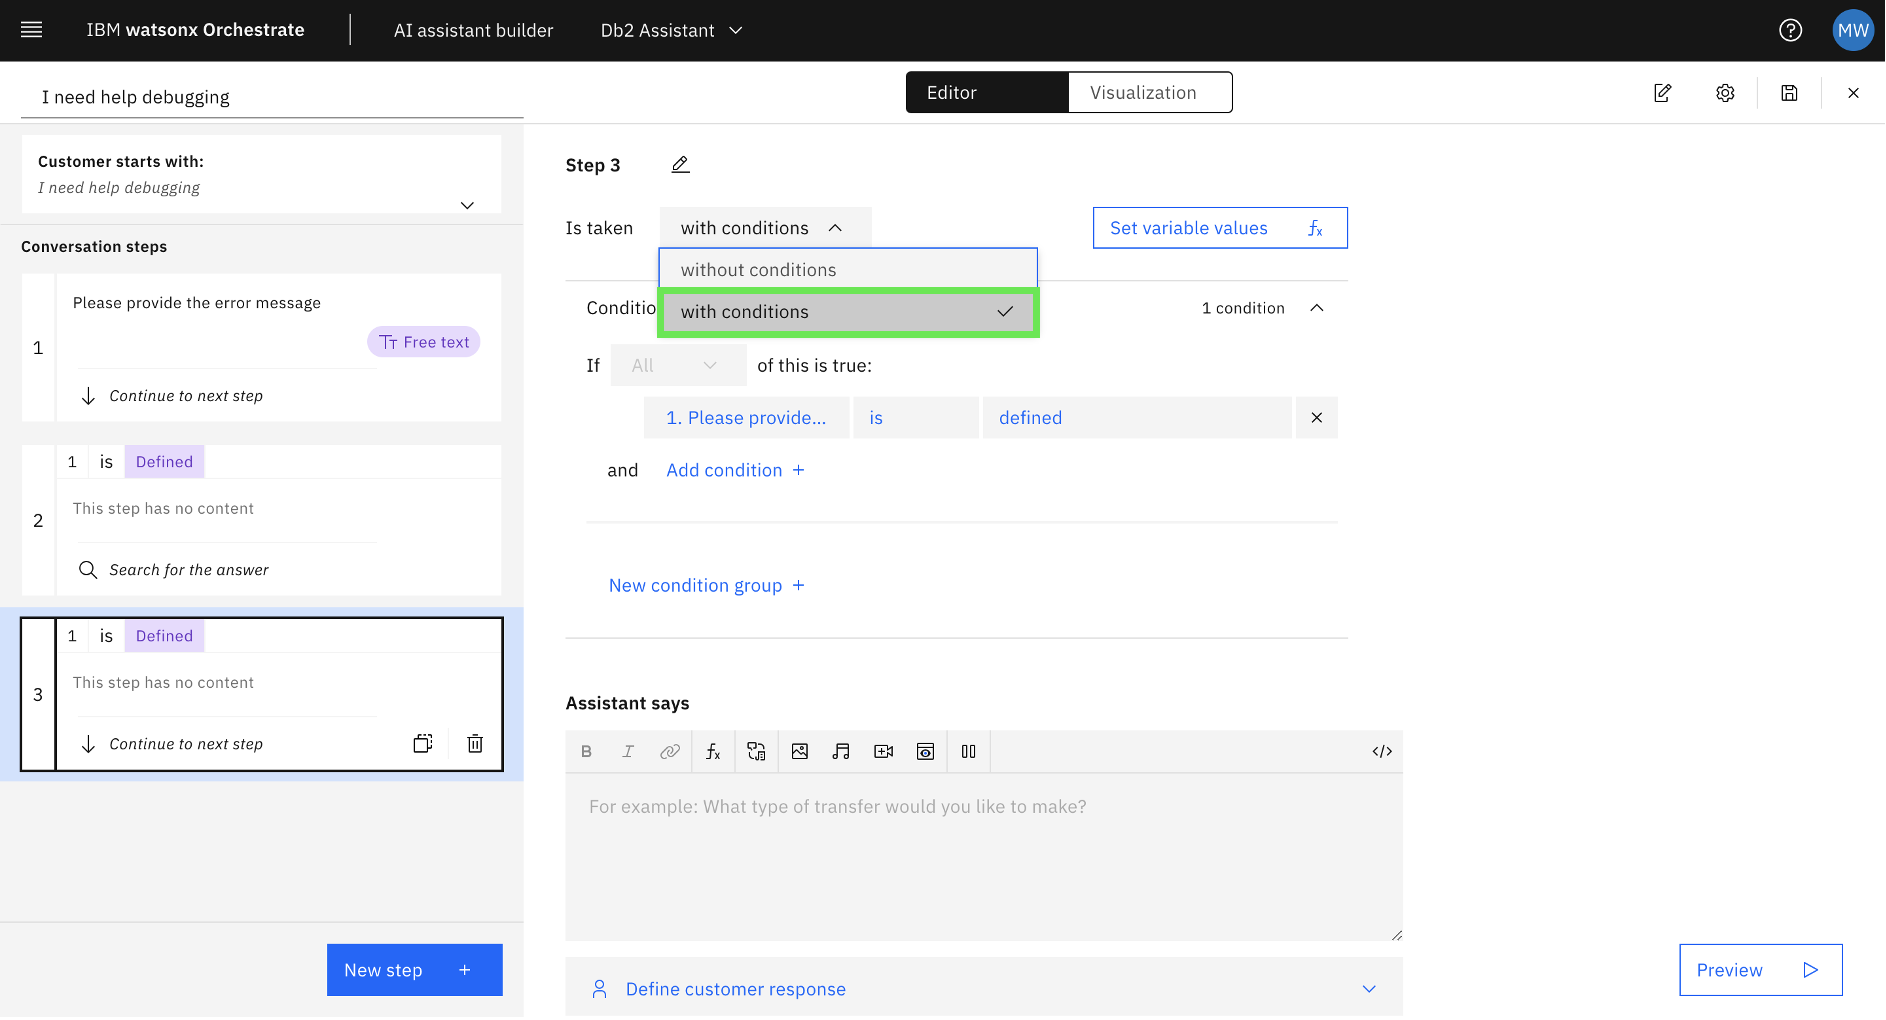 IBM watsonx Orchestrate
AI assistant builder
Db2 Assistant
MW
I need help debugging
Editor
Visualization
Customer starts with:
I need help debugging
Conversation steps
1
Please provide the error message
Free text
Continue to next step
2
1 is Defined
This step has no content
Search for the answer
3
1 is Defined
This step has no content
Continue to next step
New step +
Step 3
Is taken
with conditions
Set variable values fx
without conditions
with conditions
Conditio
1 condition
If All of this is true:
1. Please provide... is defined
and Add condition +
New condition group +
Assistant says
B I fx </>
For example: What type of transfer would you like to make?
Define customer response
Preview